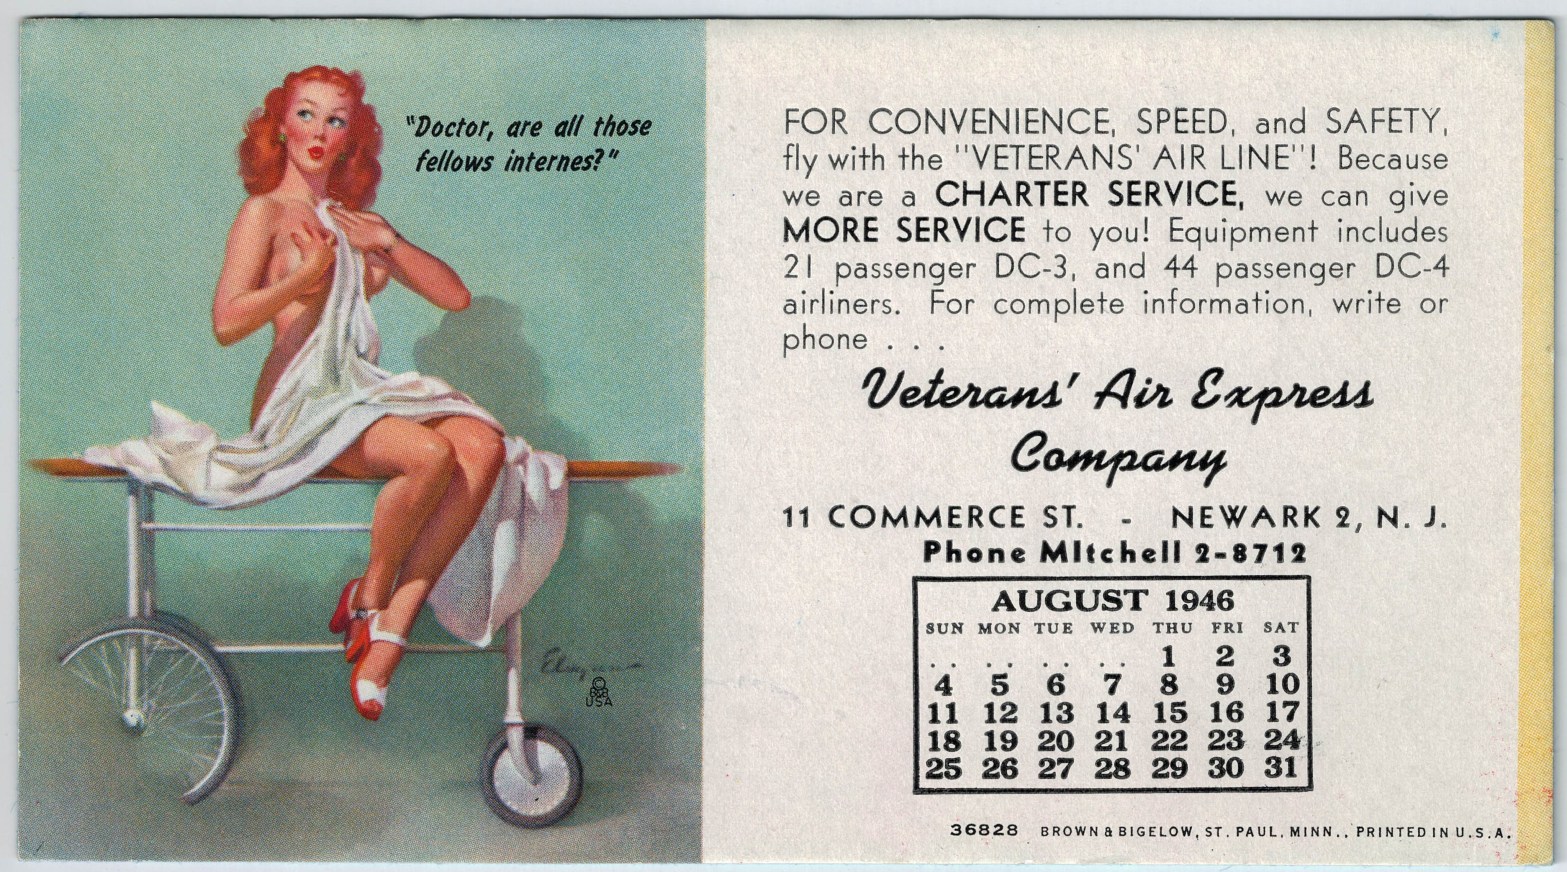 "Doctor, are all those
fellows internes?"
©
B&B
USA
FOR CONVENIENCE, SPEED, and SAFETY,
fly with the "VETERANS' AIR LINE"! Because
we are a CHARTER SERVICE, we can give
MORE SERVICE to you! Equipment includes
21 passenger DC-3, and 44 passenger DC-4
airliners. For complete information, write or
phone . . .
Veterans' Air Express
Company
11 COMMERCE ST. - NEWARK 2, N. J.
Phone MItchell 2-8712
AUGUST 1946
SUN MON TUE WED THU FRI SAT
. . . . . . . . 1 2 3
4 5 6 7 8 9 10
11 12 13 14 15 16 17
18 19 20 21 22 23 24
25 26 27 28 29 30 31
36828 BROWN & BIGELOW, ST. PAUL, MINN., PRINTED IN U.S.A.